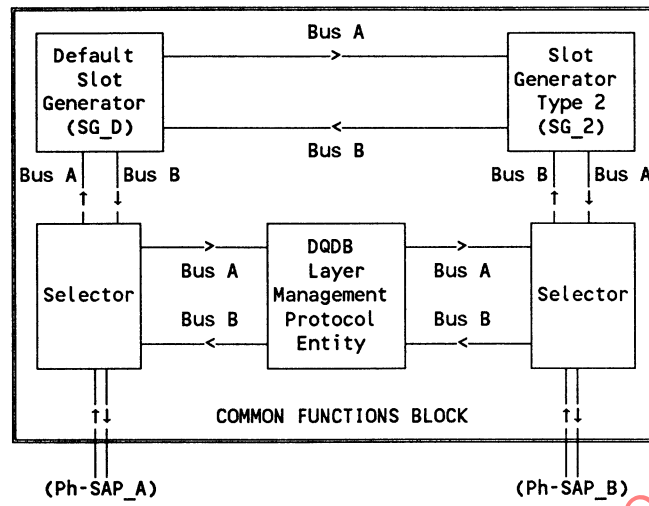 Bus A
Default
Slot
Generator
(SG_D)
Slot
Generator
Type 2
(SG_2)
Bus B
Bus A
Bus B
Bus B
Bus A
Selector
Bus A
Bus B
DQDB
Layer
Management
Protocol
Entity
Bus A
Bus B
Selector
COMMON FUNCTIONS BLOCK
(Ph-SAP_A)
(Ph-SAP_B)